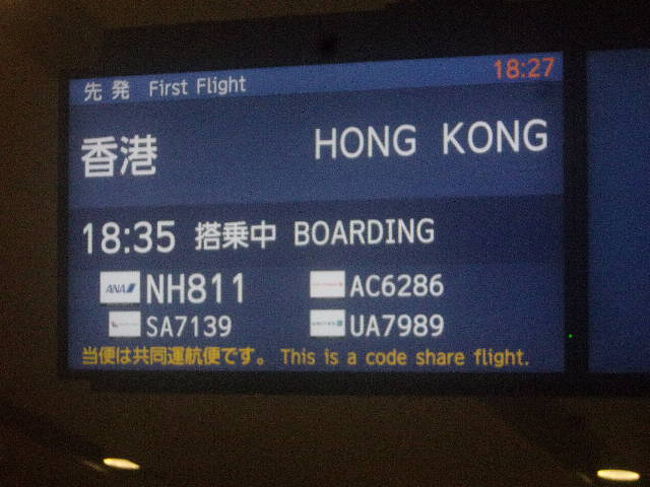 先発 First Flight 18:27
香港 HONG KONG
18:35 搭乗中 BOARDING
ANA NH811 AC6286
SA7139 UA7989
当便は共同運航便です。 This is a code share flight.